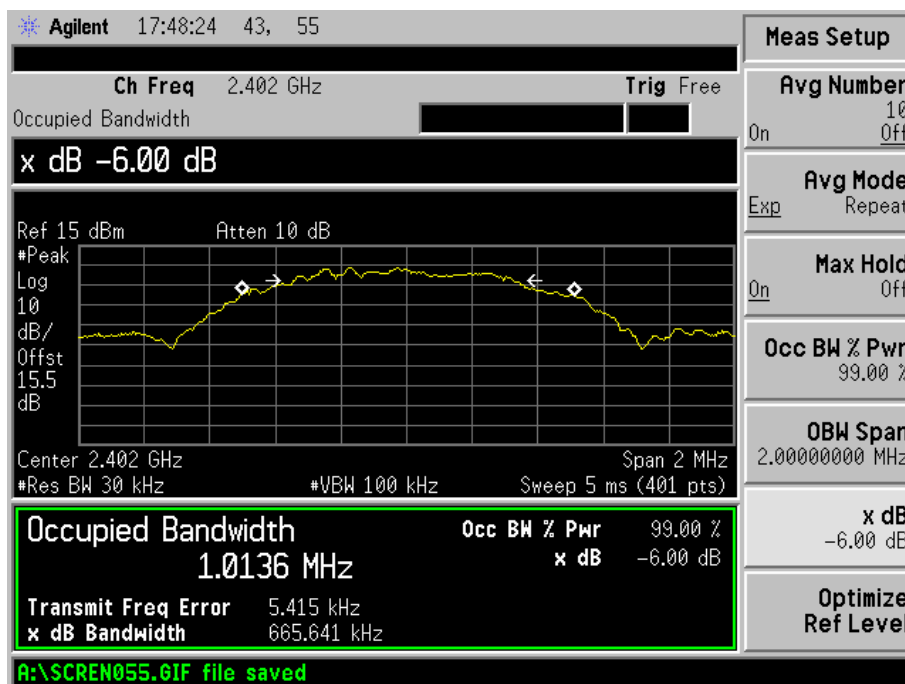 Agilent 17:48:24 43, 55
Ch Freq 2.402 GHz Trig Free
Occupied Bandwidth
x dB -6.00 dB
Ref 15 dBm Atten 10 dB
#Peak
Log
10
dB/
Offst
15.5
dB
Center 2.402 GHz Span 2 MHz
#Res BW 30 kHz #VBW 100 kHz Sweep 5 ms (401 pts)
Occupied Bandwidth Occ BW % Pwr 99.00 %
1.0136 MHz x dB -6.00 dB
Transmit Freq Error 5.415 kHz
x dB Bandwidth 665.641 kHz
A:\SCREN055.GIF file saved
Meas Setup
Avg Number
10
On Off
Avg Mode
Exp Repeat
Max Hold
On Off
Occ BW % Pwr
99.00 %
OBW Span
2.00000000 MHz
x dB
-6.00 dB
Optimize
Ref Level